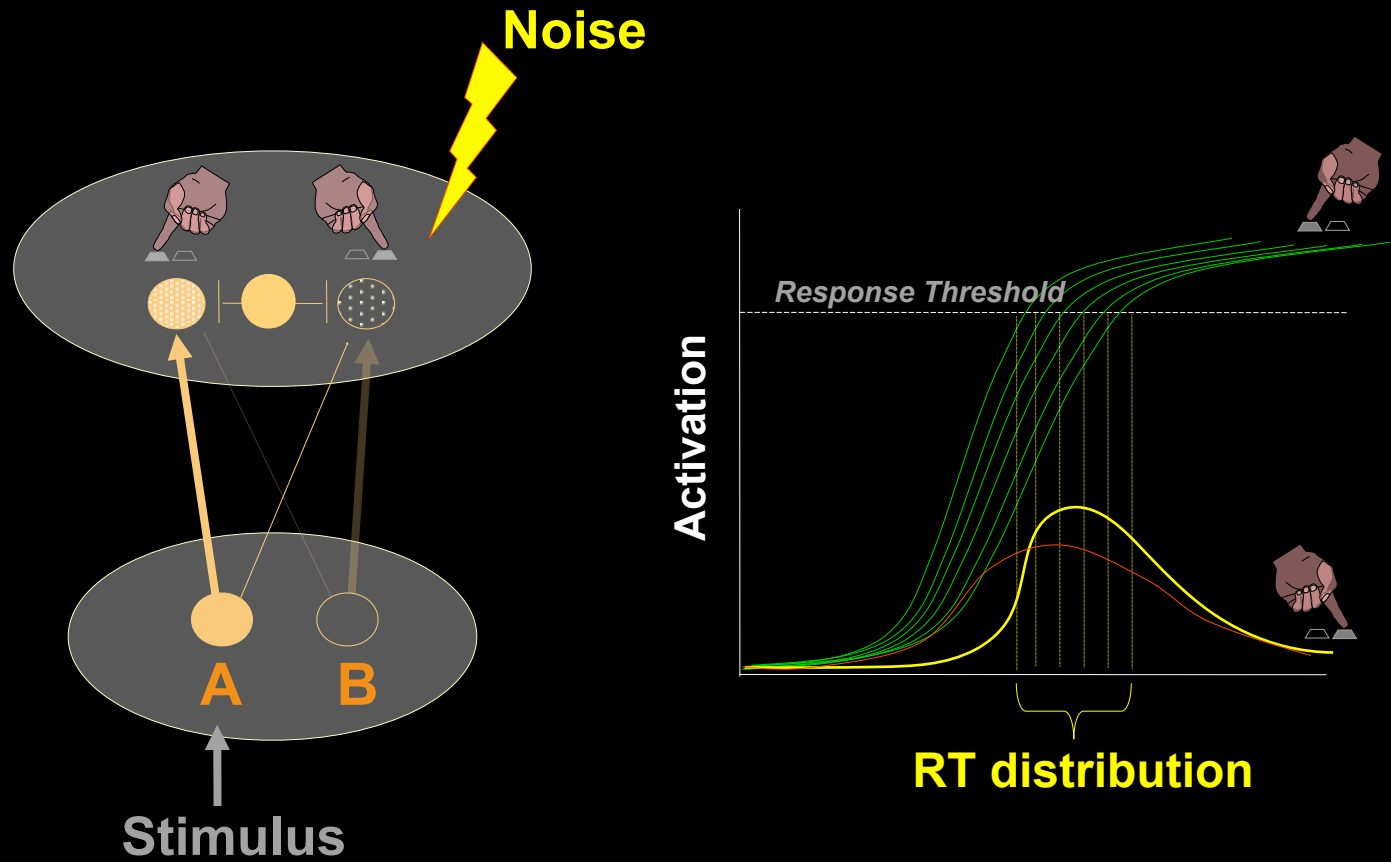 Noise
Response Threshold
Activation
A B
RT distribution
Stimulus